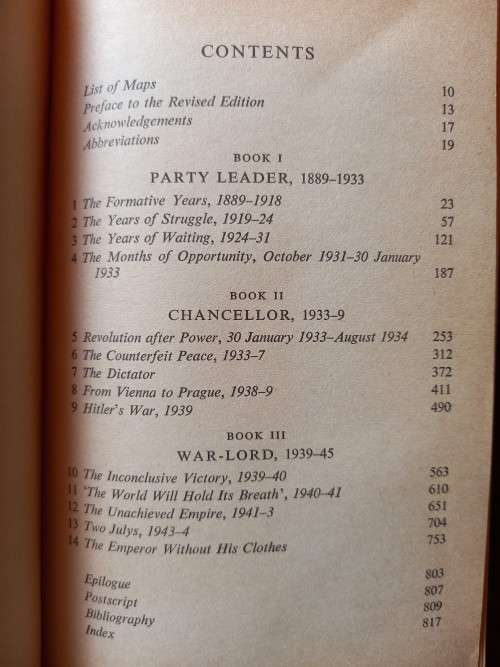 CONTENTS
List of Maps 10
Preface to the Revised Edition 13
Acknowledgements 17
Abbreviations 19
BOOK I
PARTY LEADER, 1889–1933
1 The Formative Years, 1889–1918 23
2 The Years of Struggle, 1919–24 57
3 The Years of Waiting, 1924–31 121
4 The Months of Opportunity, October 1931–30 January
1933 187
BOOK II
CHANCELLOR, 1933–9
5 Revolution after Power, 30 January 1933–August 1934 253
6 The Counterfeit Peace, 1933–7 312
7 The Dictator 372
8 From Vienna to Prague, 1938–9 411
9 Hitler's War, 1939 490
BOOK III
WAR-LORD, 1939–45
10 The Inconclusive Victory, 1939–40 563
11 'The World Will Hold Its Breath', 1940–41 610
12 The Unachieved Empire, 1941–3 651
13 Two Julys, 1943–4 704
14 The Emperor Without His Clothes 753
Epilogue 803
Postscript 807
Bibliography 809
Index 817